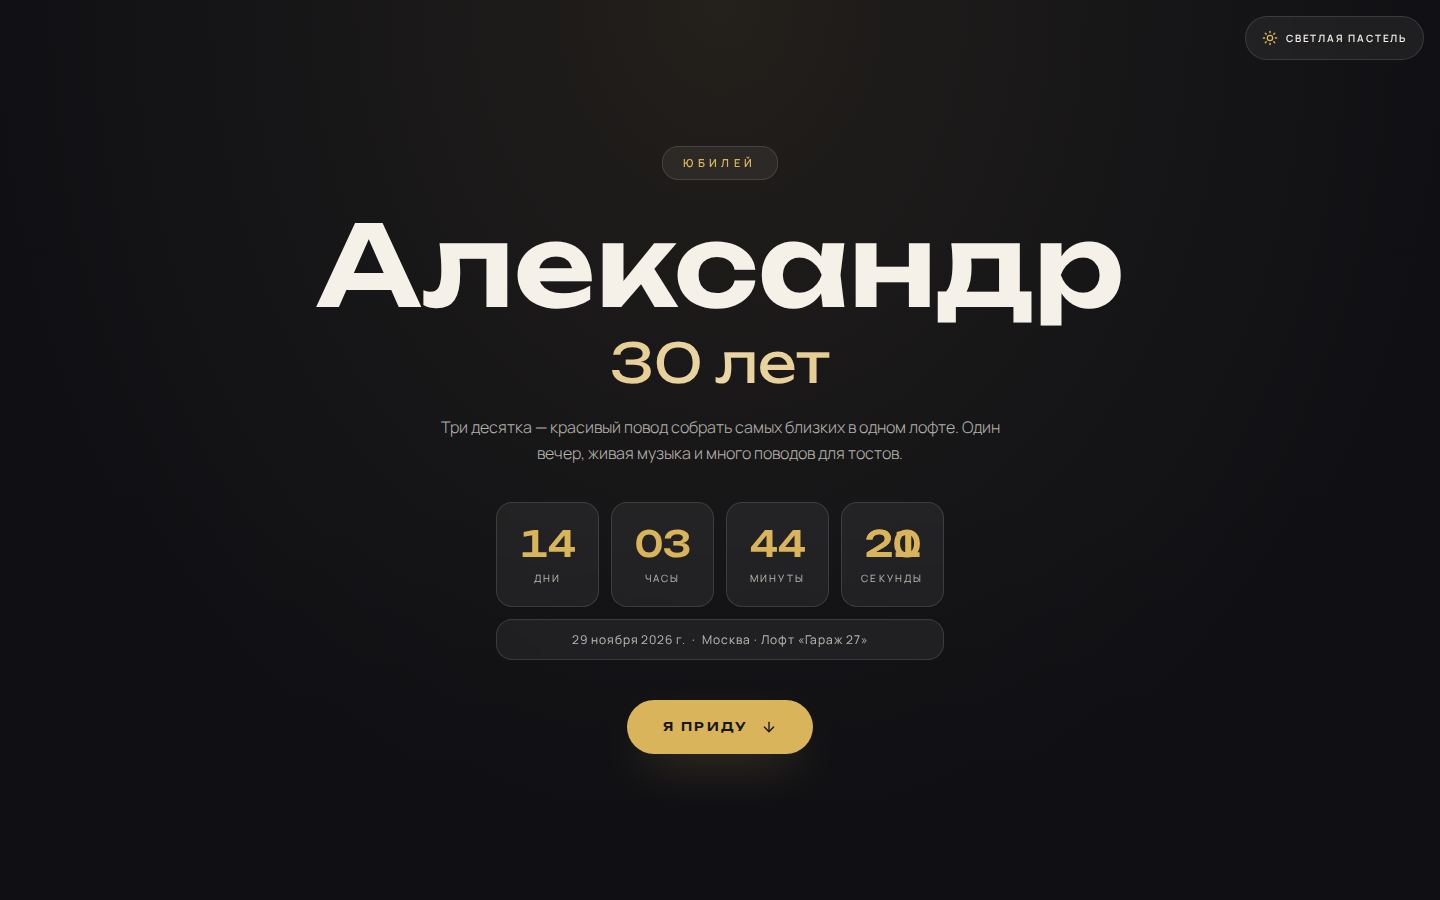 СВЕТЛАЯ ПАСТЕЛЬ
ЮБИЛЕЙ
Александр
30 лет
Три десятка — красивый повод собрать самых близких в одном лофте. Один
вечер, живая музыка и много поводов для тостов.
14 03 44
ДНИ ЧАСЫ МИНУТЫ СЕКУНДЫ
29 ноября 2026 г. · Москва · Лофт «Гараж 27»
Я ПРИДУ